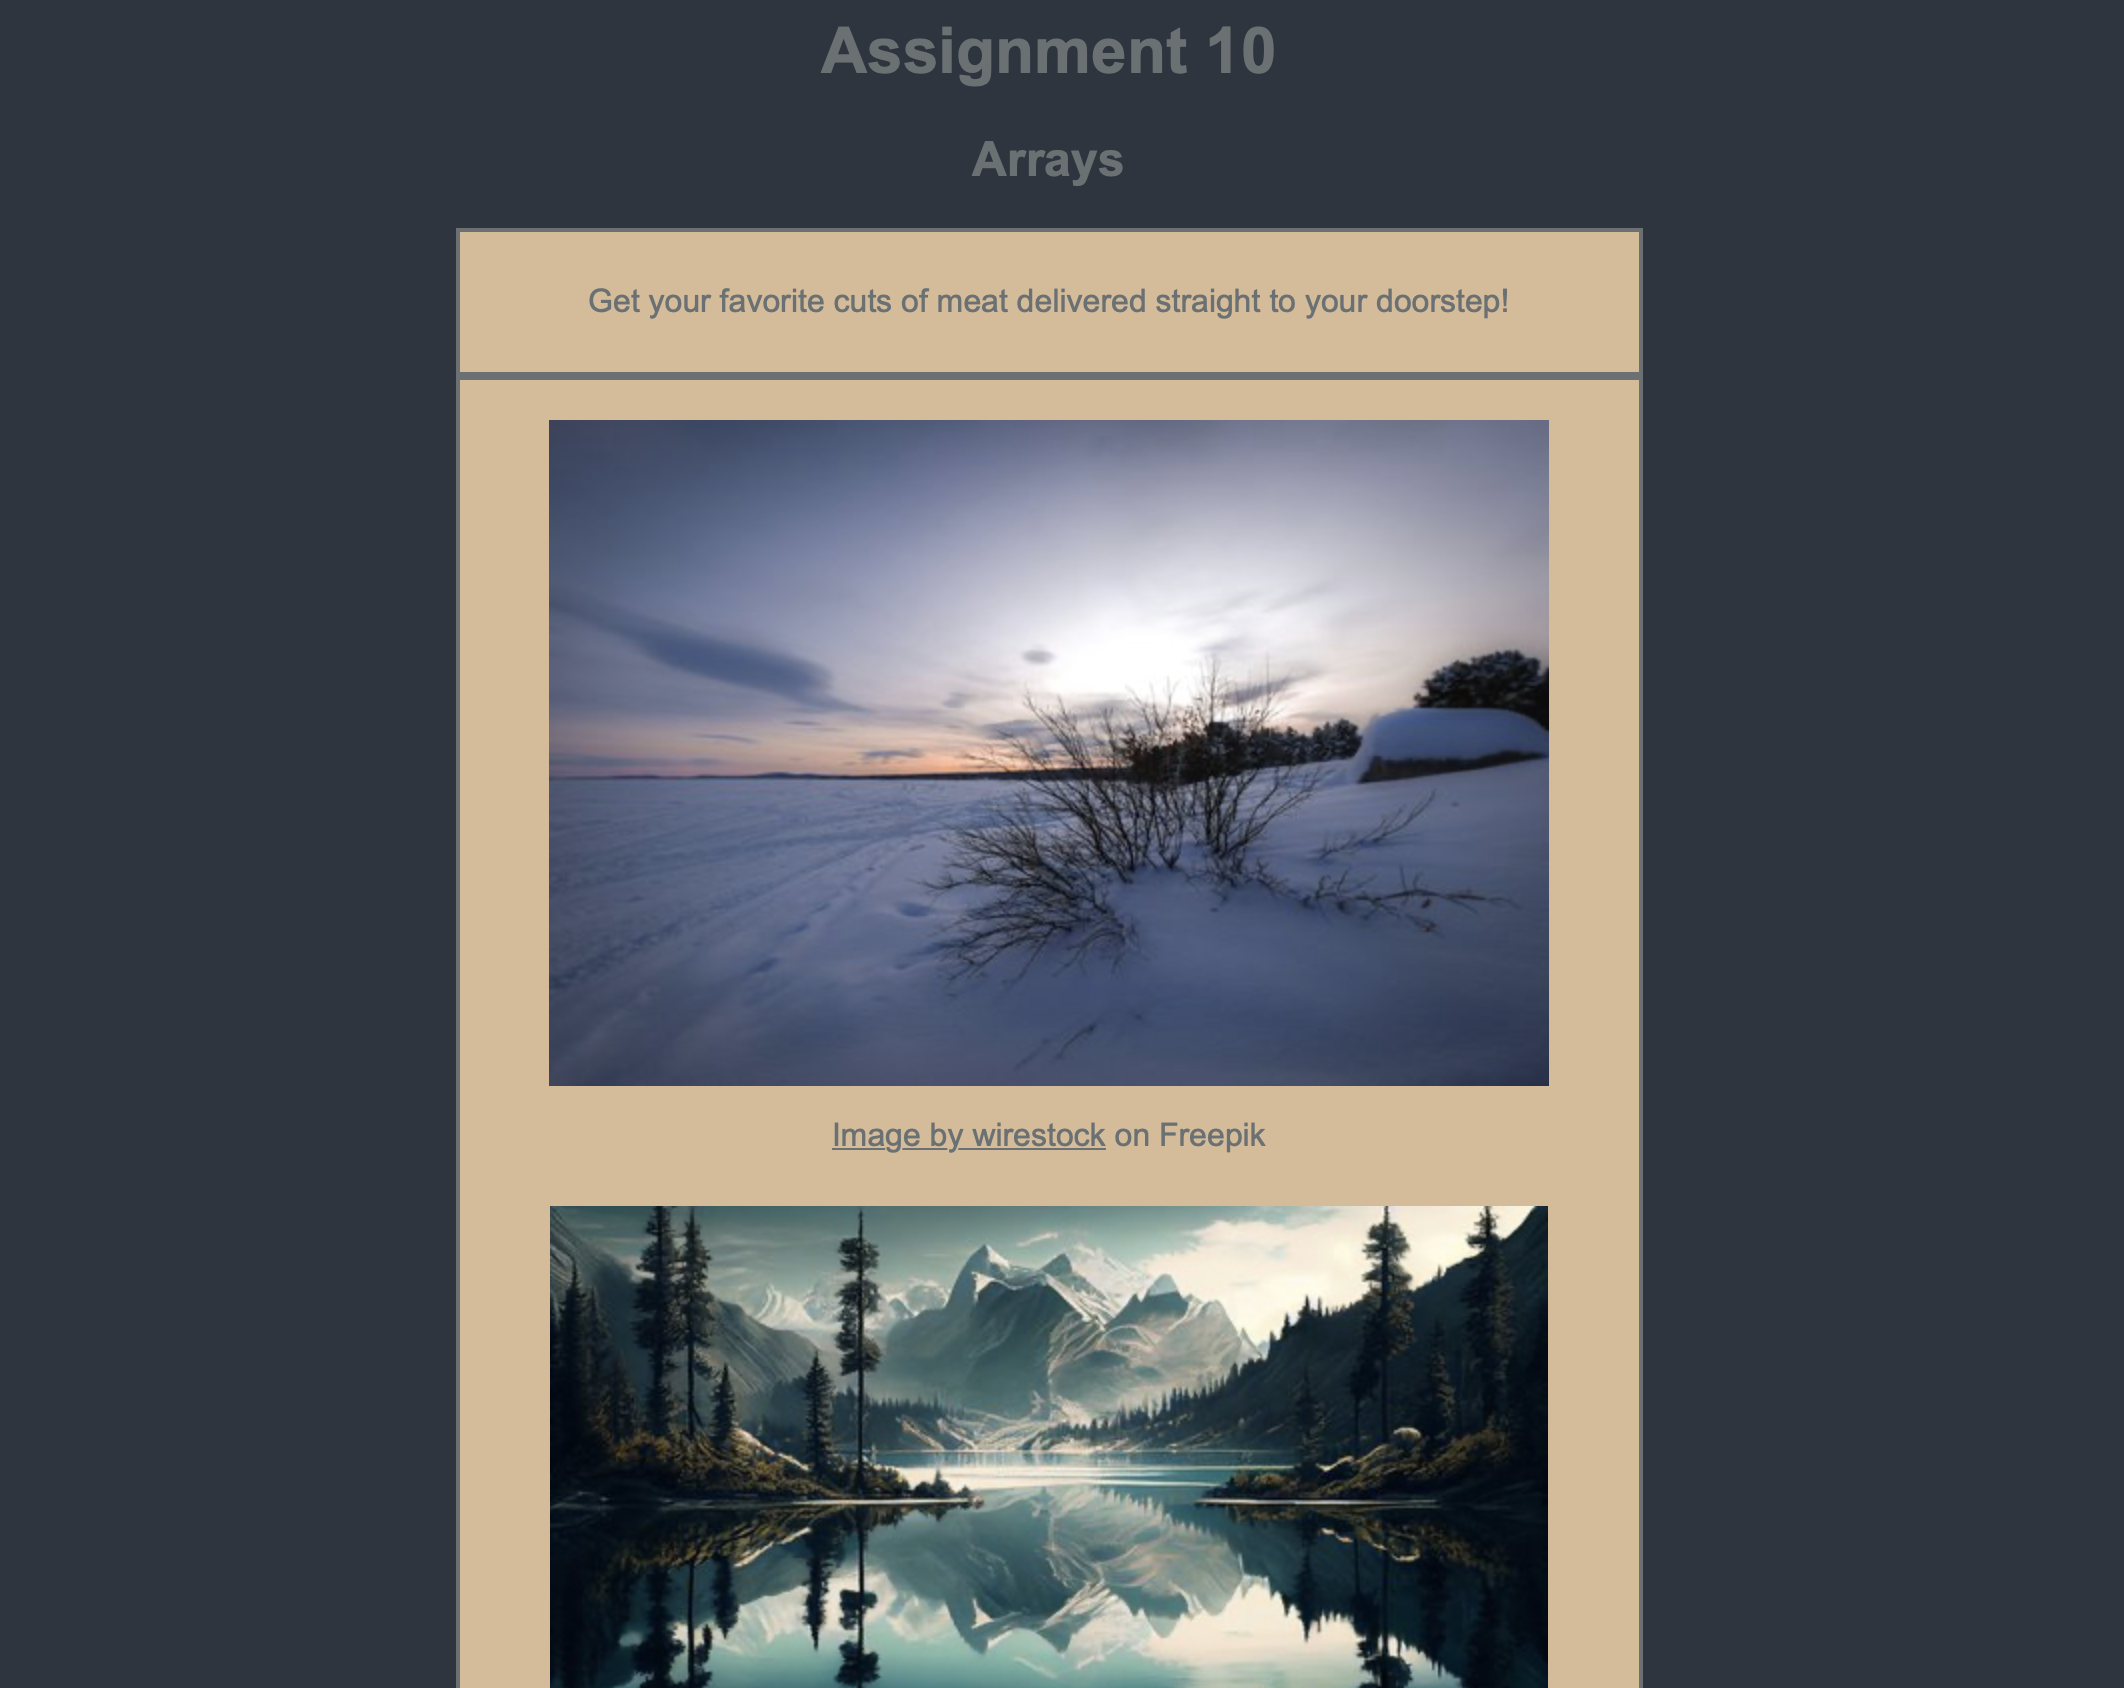 Assignment 10
Arrays
Get your favorite cuts of meat delivered straight to your doorstep!
Image by wirestock on Freepik